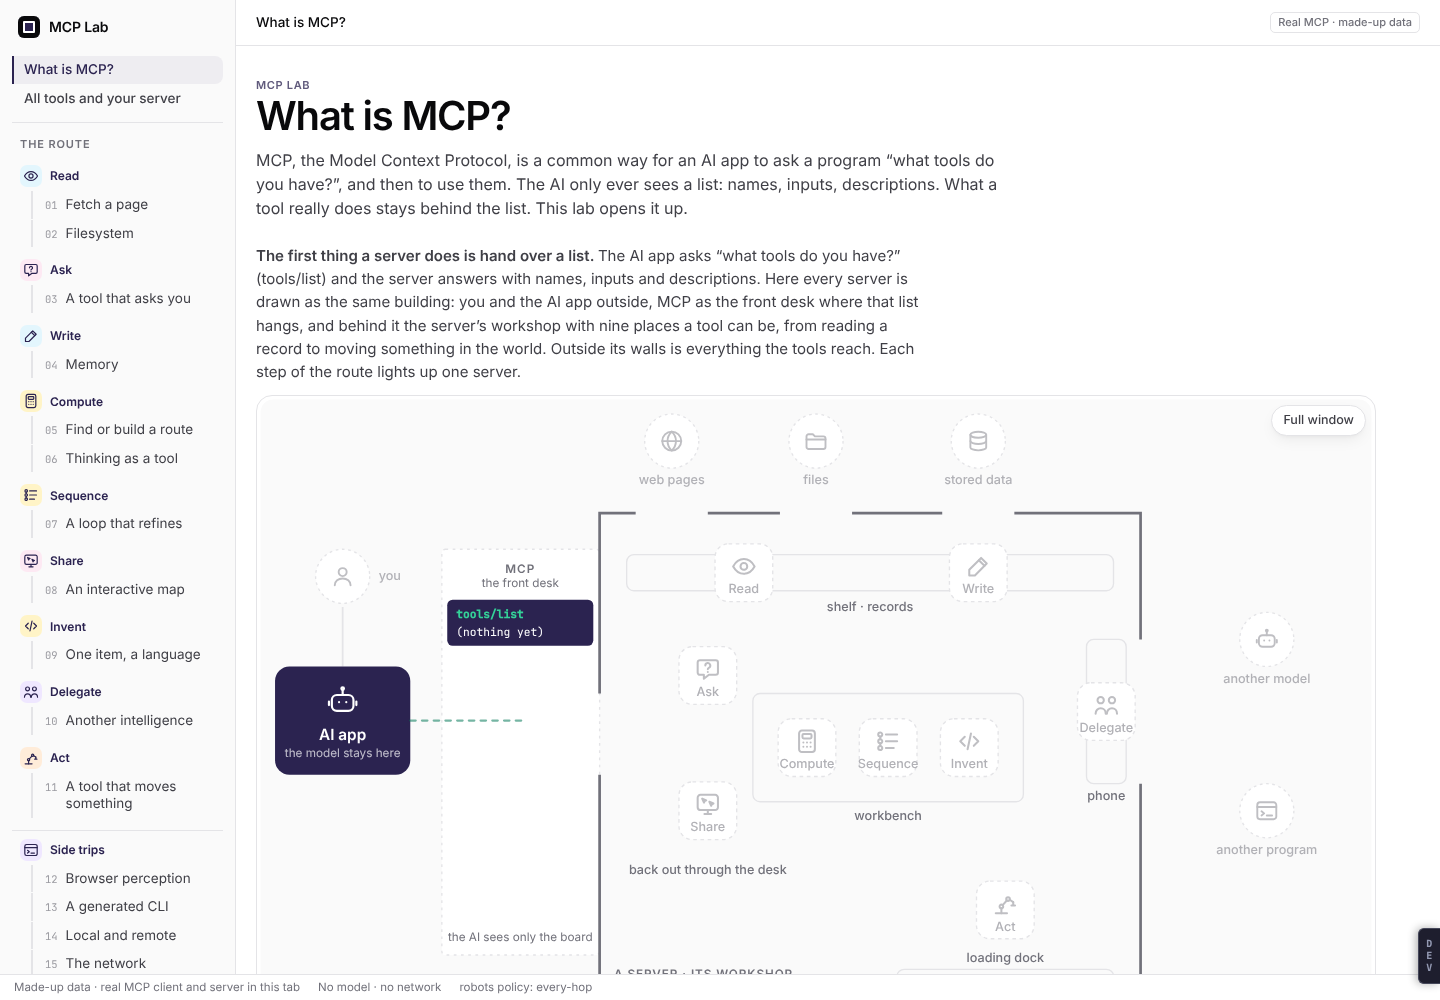 MCP Lab
What is MCP?
All tools and your server
THE ROUTE
Read
01 Fetch a page
02 Filesystem
Ask
03 A tool that asks you
Write
04 Memory
Compute
05 Find or build a route
06 Thinking as a tool
Sequence
07 A loop that refines
Share
08 An interactive map
Invent
09 One item, a language
Delegate
10 Another intelligence
Act
11 A tool that moves
something
Side trips
12 Browser perception
13 A generated CLI
14 Local and remote
15 The network
What is MCP?
Real MCP · made-up data
MCP LAB
What is MCP?
MCP, the Model Context Protocol, is a common way for an AI app to ask a program “what tools do
you have?”, and then to use them. The AI only ever sees a list: names, inputs, descriptions. What a
tool really does stays behind the list. This lab opens it up.
The first thing a server does is hand over a list. The AI app asks “what tools do you have?”
(tools/list) and the server answers with names, inputs and descriptions. Here every server is
drawn as the same building: you and the AI app outside, MCP as the front desk where that list
hangs, and behind it the server’s workshop with nine places a tool can be, from reading a
record to moving something in the world. Outside its walls is everything the tools reach. Each
step of the route lights up one server.
Full window
web pages
files
stored data
you
MCP
the front desk
tools/list
(nothing yet)
AI app
the model stays here
the AI sees only the board
Read
Write
shelf · records
Ask
Compute
Sequence
Invent
workbench
Share
back out through the desk
Delegate
phone
another model
another program
Act
loading dock
A SERVER · ITS WORKSHOP
DEV
Made-up data · real MCP client and server in this tab
No model · no network
robots policy: every-hop